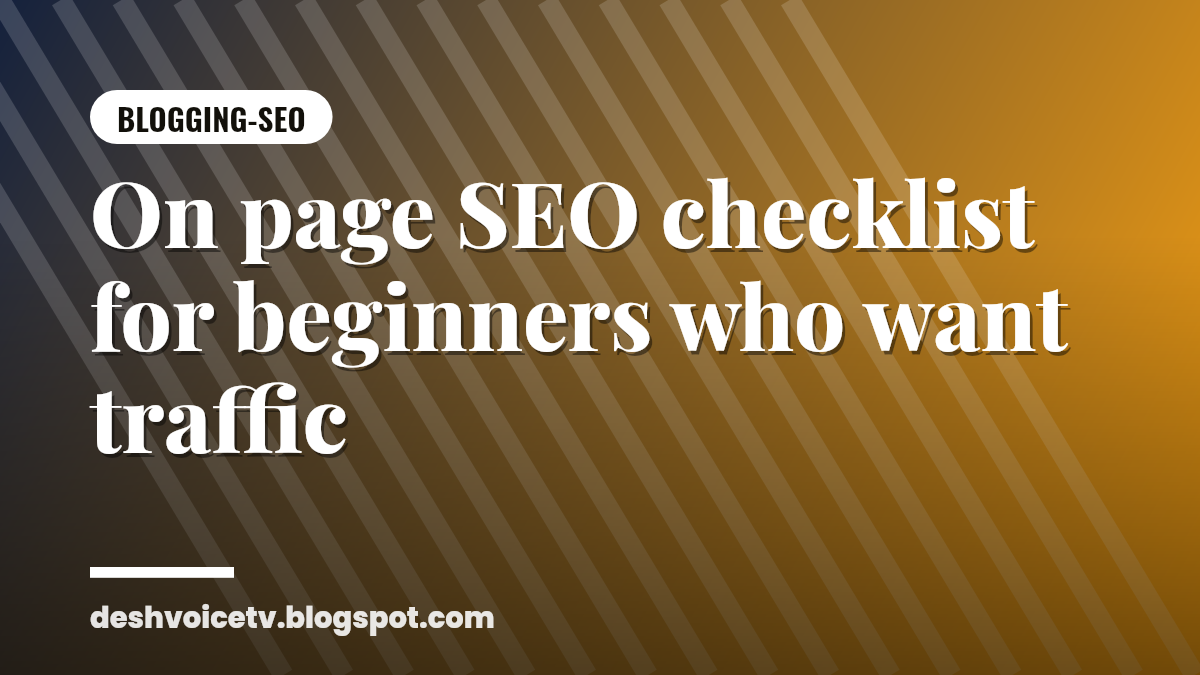 BLOGGING-SEO
On page SEO checklist
for beginners who want
traffic
deshvoicetv.blogspot.com